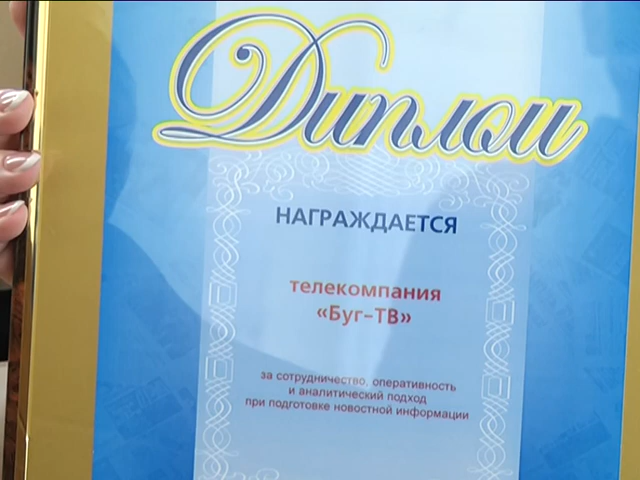 Диплом
НАГРАЖДАЕТСЯ
телекомпания
«Буг-ТВ»
за сотрудничество, оперативность
и аналитический подход
при подготовке новостной информации